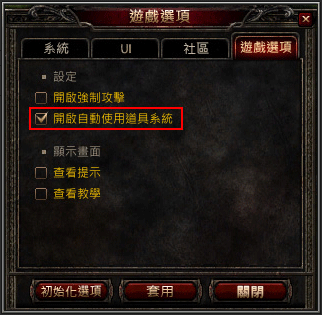 遊戲選項
系統 UI 社區 遊戲選項
設定
開啟強制攻擊
開啟自動使用道具系統
顯示畫面
查看提示
查看教學
初始化選項 套用 關閉